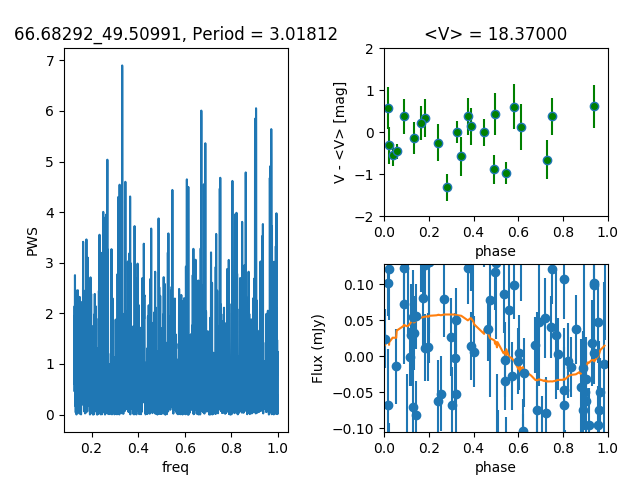 66.68292_49.50991, Period = 3.01812
<V> = 18.37000
7
6
5
4
3
2
1
0
PWS
0.2 0.4 0.6 0.8 1.0
freq
2
1
0
−1
−2
V - <V> [mag]
0.0 0.2 0.4 0.6 0.8 1.0
phase
0.10
0.05
0.00
−0.05
−0.10
Flux (mJy)
0.0 0.2 0.4 0.6 0.8 1.0
phase